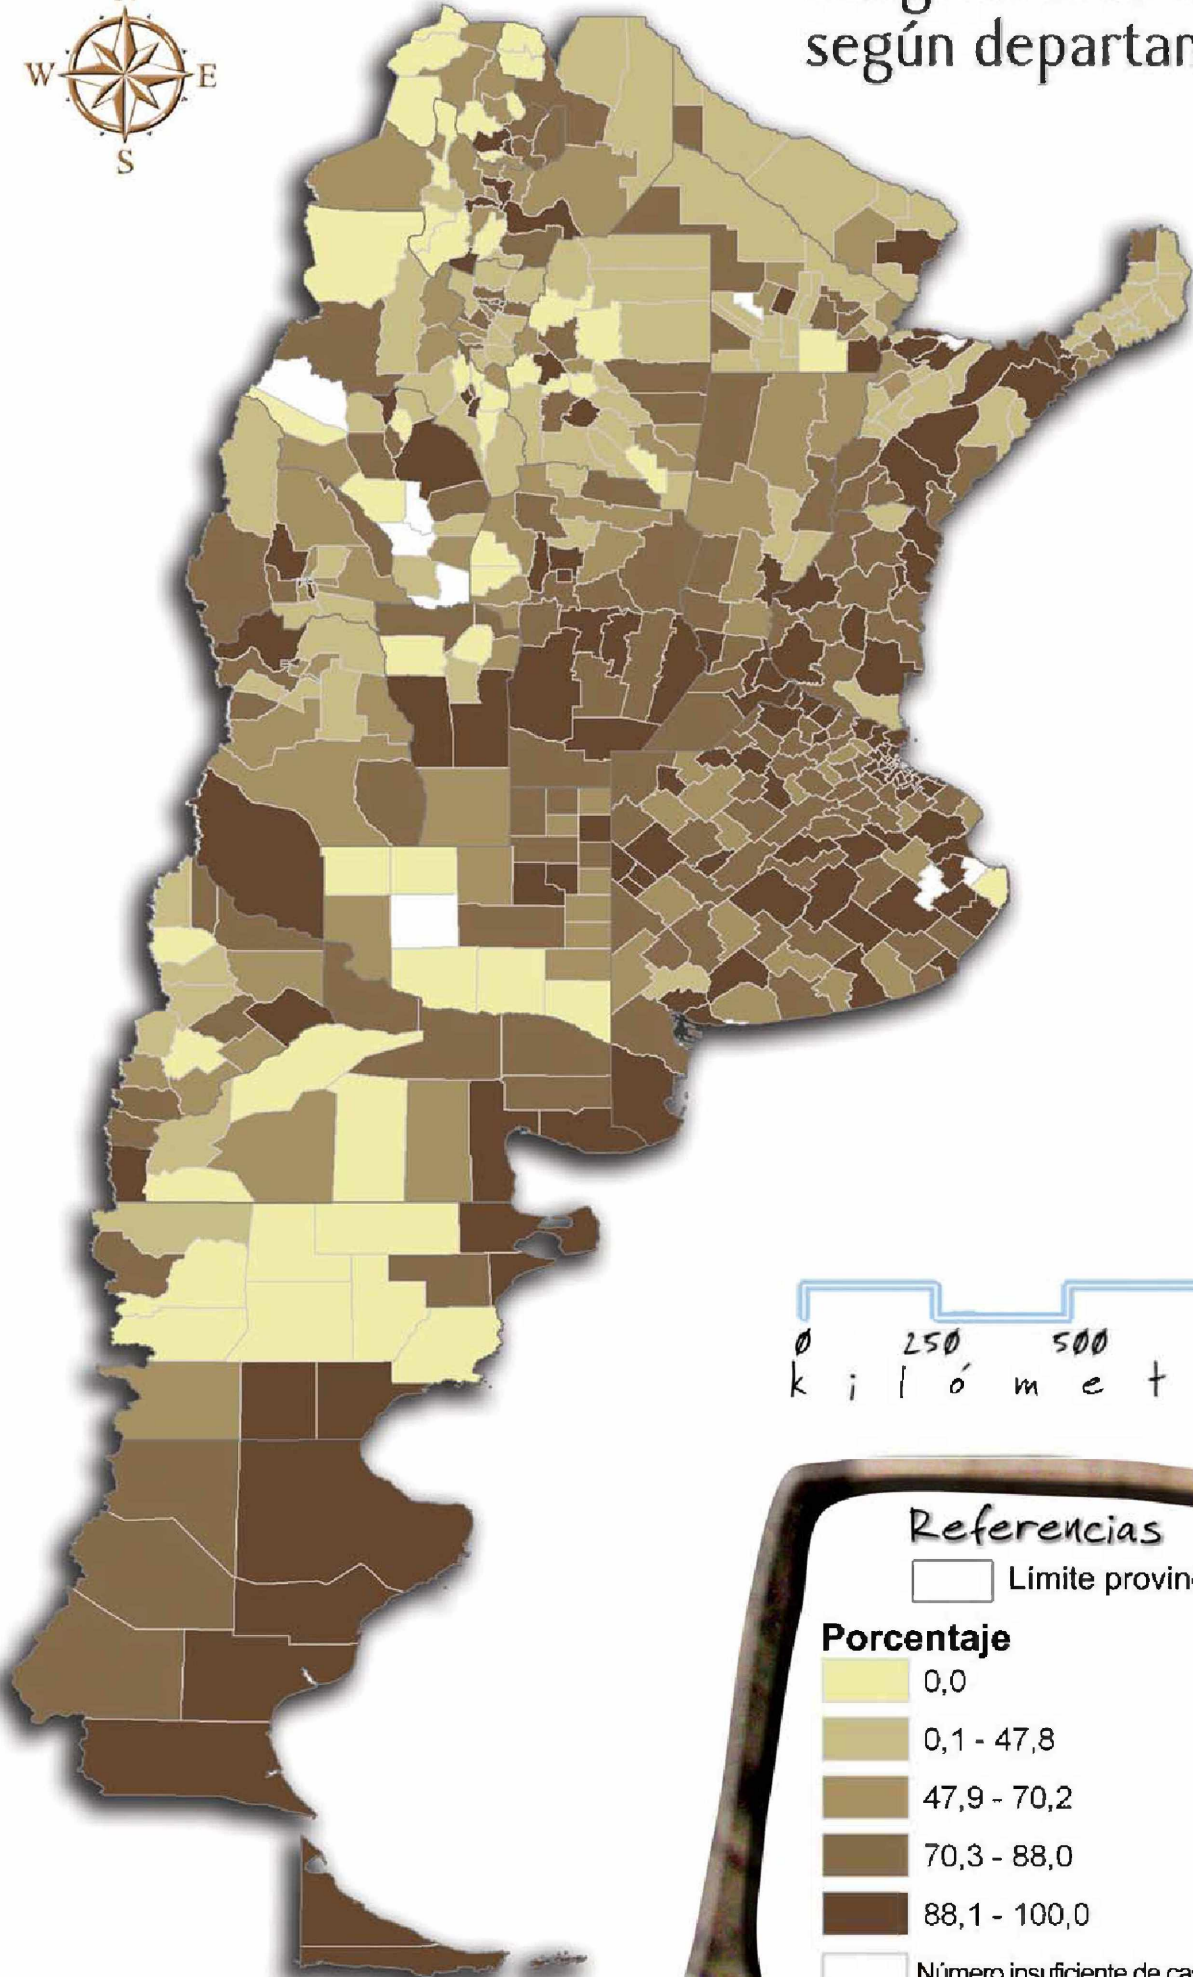 según departam
W E
S
0 250 500
k i l ó m e t
Referencias
Límite provin
Porcentaje
0,0
0,1 - 47,8
47,9 - 70,2
70,3 - 88,0
88,1 - 100,0
Número insuficiente de cas